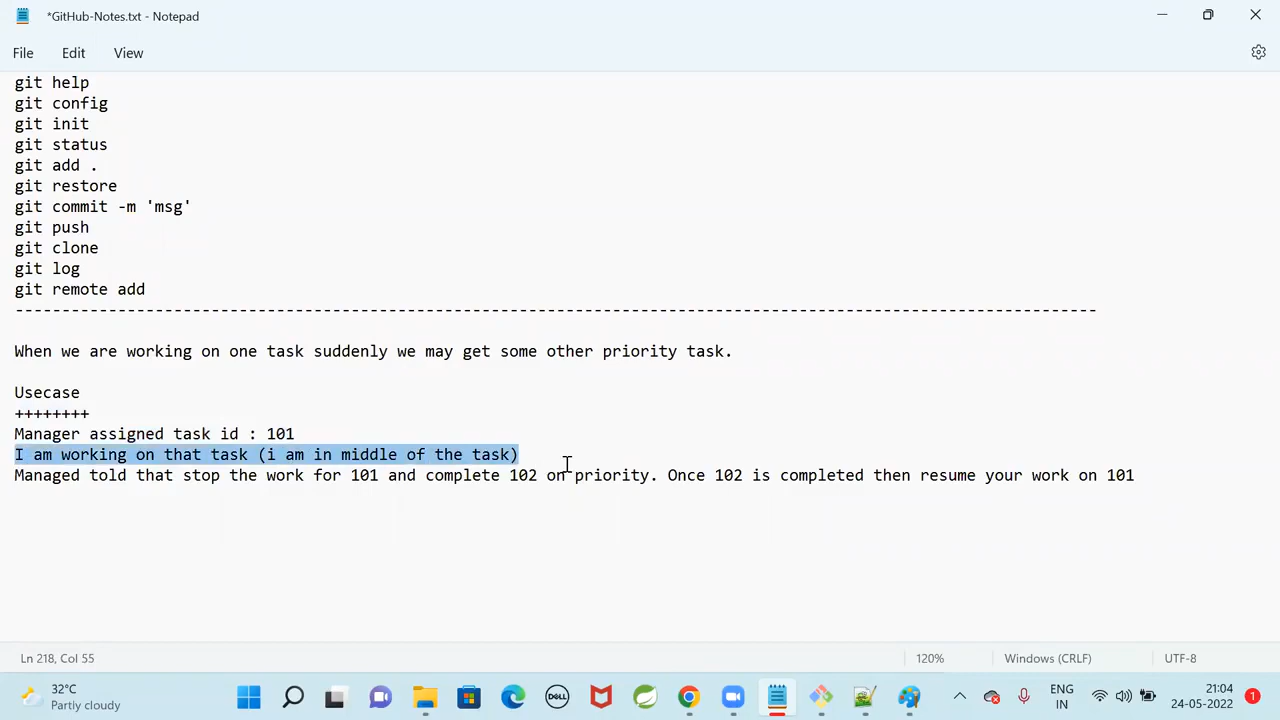 *GitHub-Notes.txt - Notepad
File Edit View
git help
git config
git init
git status
git add .
git restore
git commit -m 'msg'
git push
git clone
git log
git remote add
--------------------------------------------------------------------------------------------------------------------
When we are working on one task suddenly we may get some other priority task.
Usecase
++++++++
Manager assigned task id : 101
I am working on that task (i am in middle of the task)
Managed told that stop the work for 101 and complete 102 on priority. Once 102 is completed then resume your work on 101
Ln 218, Col 55 120% Windows (CRLF) UTF-8
32°C
Partly cloudy
DELL
ENG
IN
21:04
24-05-2022
1